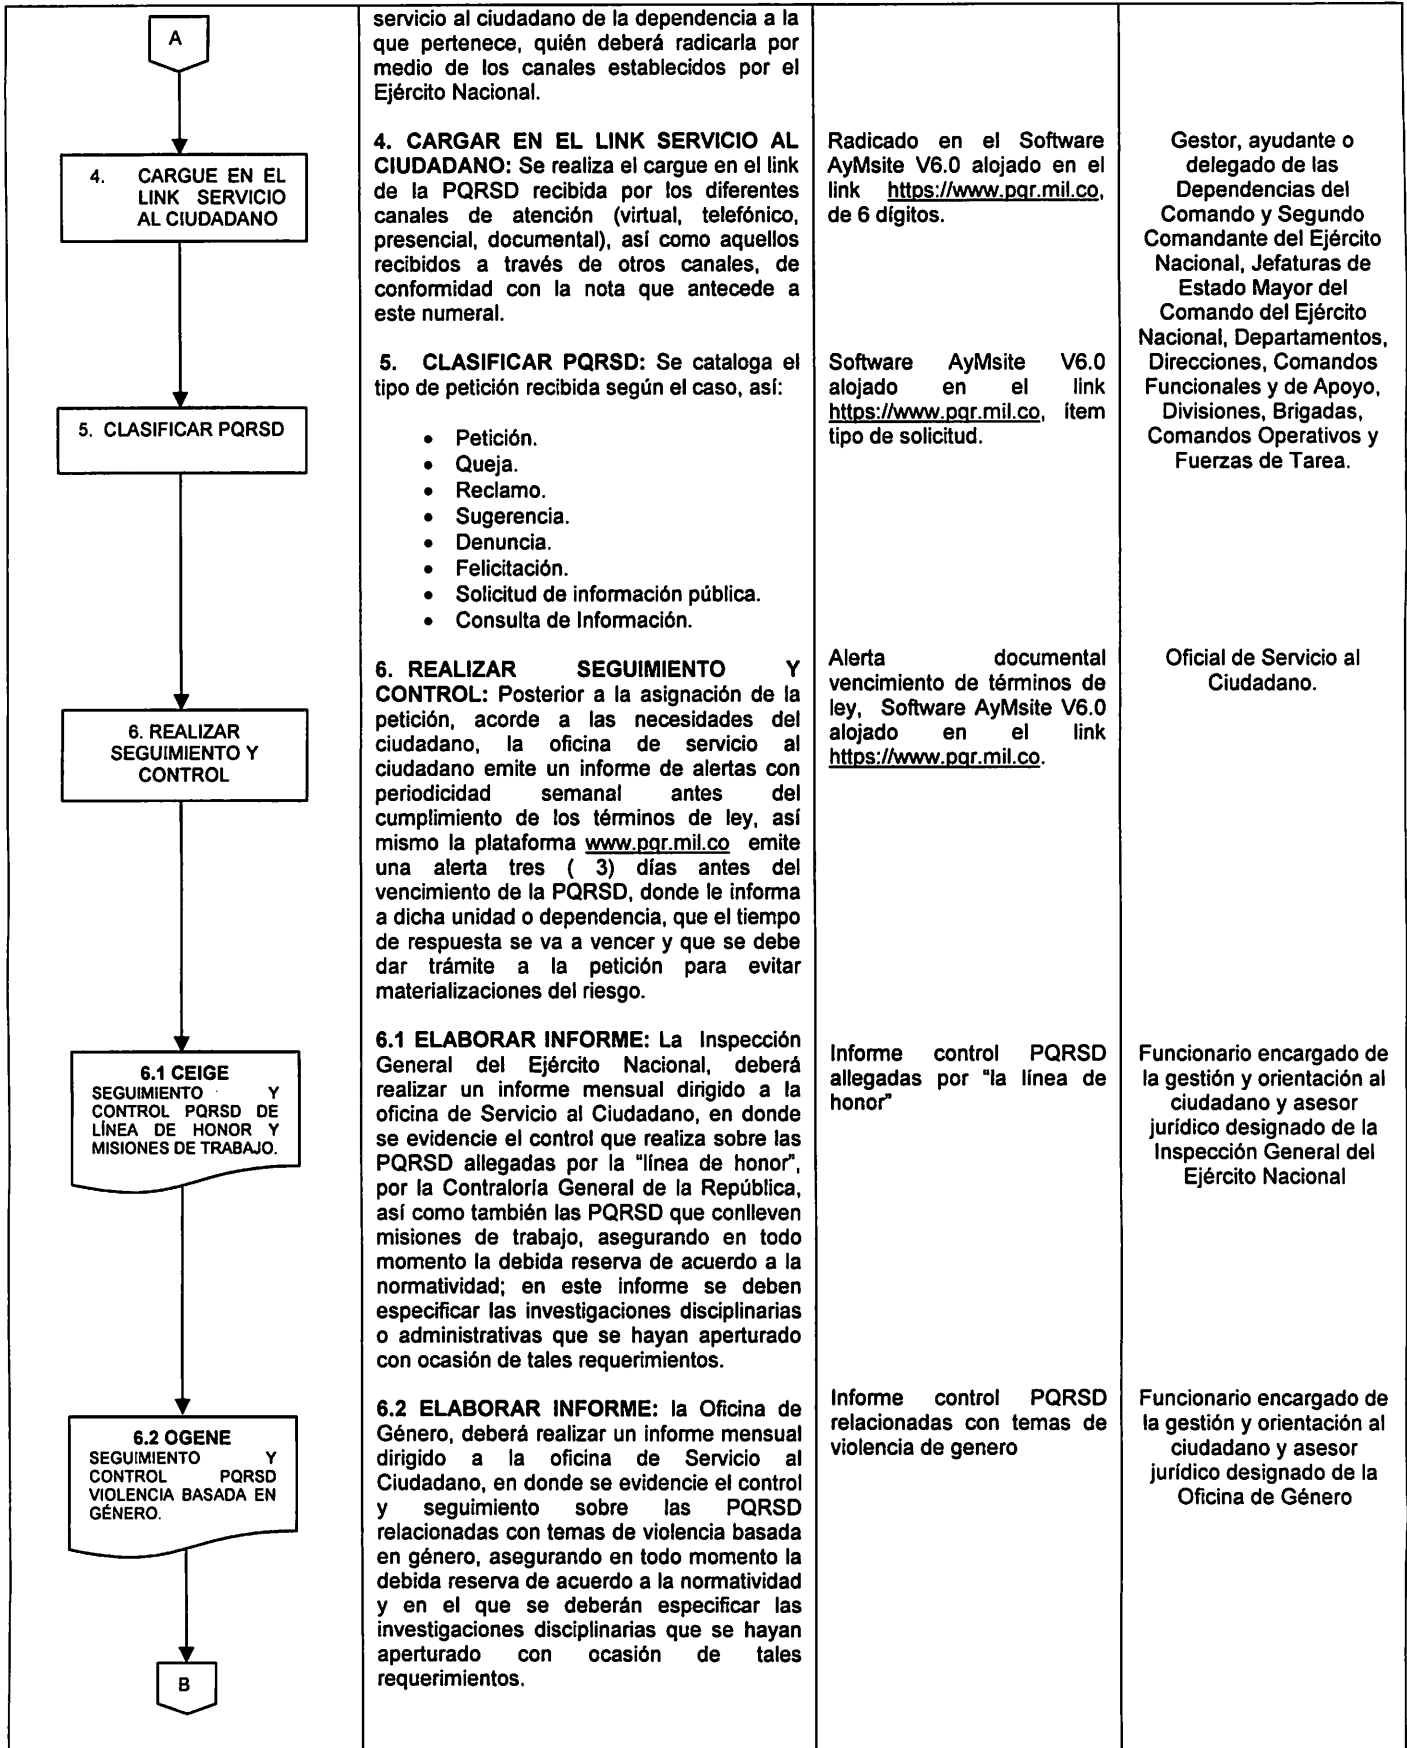 A
4. CARGUE EN EL
LINK SERVICIO
AL CIUDADANO
5. CLASIFICAR PQRSD
6. REALIZAR
SEGUIMIENTO Y
CONTROL
6.1 CEIGE
SEGUIMIENTO Y
CONTROL PQRSD DE
LÍNEA DE HONOR Y
MISIONES DE TRABAJO.
6.2 OGENE
SEGUIMIENTO Y
CONTROL PQRSD
VIOLENCIA BASADA EN
GÉNERO.
B
servicio al ciudadano de la dependencia a la
que pertenece, quién deberá radicarla por
medio de los canales establecidos por el
Ejército Nacional.
4. CARGAR EN EL LINK SERVICIO AL
CIUDADANO: Se realiza el cargue en el link
de la PQRSD recibida por los diferentes
canales de atención (virtual, telefónico,
presencial, documental), así como aquellos
recibidos a través de otros canales, de
conformidad con la nota que antecede a
este numeral.
5. CLASIFICAR PQRSD: Se cataloga el
tipo de petición recibida según el caso, así:
• Petición.
• Queja.
• Reclamo.
• Sugerencia.
• Denuncia.
• Felicitación.
• Solicitud de información pública.
• Consulta de Información.
6. REALIZAR SEGUIMIENTO Y
CONTROL: Posterior a la asignación de la
petición, acorde a las necesidades del
ciudadano, la oficina de servicio al
ciudadano emite un informe de alertas con
periodicidad semanal antes del
cumplimiento de los términos de ley, así
mismo la plataforma www.pqr.mil.co emite
una alerta tres ( 3) días antes del
vencimiento de la PQRSD, donde le informa
a dicha unidad o dependencia, que el tiempo
de respuesta se va a vencer y que se debe
dar trámite a la petición para evitar
materializaciones del riesgo.
6.1 ELABORAR INFORME: La Inspección
General del Ejército Nacional, deberá
realizar un informe mensual dirigido a la
oficina de Servicio al Ciudadano, en donde
se evidencie el control que realiza sobre las
PQRSD allegadas por la "línea de honor",
por la Contraloría General de la República,
así como también las PQRSD que conlleven
misiones de trabajo, asegurando en todo
momento la debida reserva de acuerdo a la
normatividad; en este informe se deben
especificar las investigaciones disciplinarias
o administrativas que se hayan aperturado
con ocasión de tales requerimientos.
6.2 ELABORAR INFORME: la Oficina de
Género, deberá realizar un informe mensual
dirigido a la oficina de Servicio al
Ciudadano, en donde se evidencie el control
y seguimiento sobre las PQRSD
relacionadas con temas de violencia basada
en género, asegurando en todo momento la
debida reserva de acuerdo a la normatividad
y en el que se deberán especificar las
investigaciones disciplinarias que se hayan
aperturado con ocasión de tales
requerimientos.
Radicado en el Software
AyMsite V6.0 alojado en el
link https://www.pqr.mil.co,
de 6 dígitos.
Software AyMsite V6.0
alojado en el link
https://www.pqr.mil.co, ítem
tipo de solicitud.
Alerta documental
vencimiento de términos de
ley, Software AyMsite V6.0
alojado en el link
https://www.pqr.mil.co.
Informe control PQRSD
allegadas por "la línea de
honor"
Informe control PQRSD
relacionadas con temas de
violencia de genero
Gestor, ayudante o
delegado de las
Dependencias del
Comando y Segundo
Comandante del Ejército
Nacional, Jefaturas de
Estado Mayor del
Comando del Ejército
Nacional, Departamentos,
Direcciones, Comandos
Funcionales y de Apoyo,
Divisiones, Brigadas,
Comandos Operativos y
Fuerzas de Tarea.
Oficial de Servicio al
Ciudadano.
Funcionario encargado de
la gestión y orientación al
ciudadano y asesor
jurídico designado de la
Inspección General del
Ejército Nacional
Funcionario encargado de
la gestión y orientación al
ciudadano y asesor
jurídico designado de la
Oficina de Género